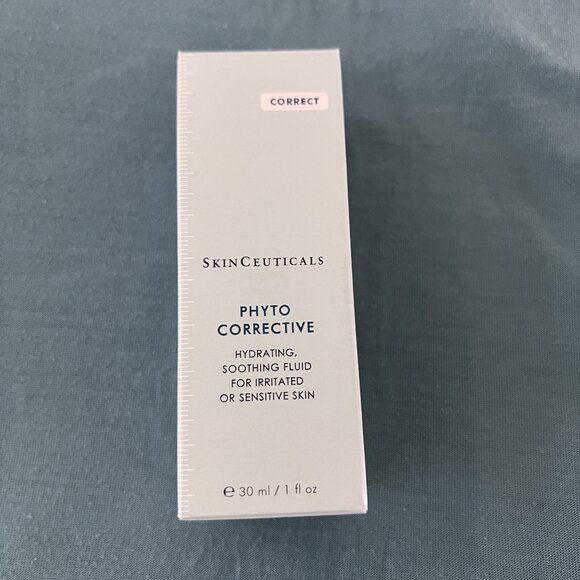 CORRECT
SKINCEUTICALS
PHYTO
CORRECTIVE
HYDRATING,
SOOTHING FLUID
FOR IRRITATED
OR SENSITIVE SKIN
℮ 30 ml / 1 fl oz